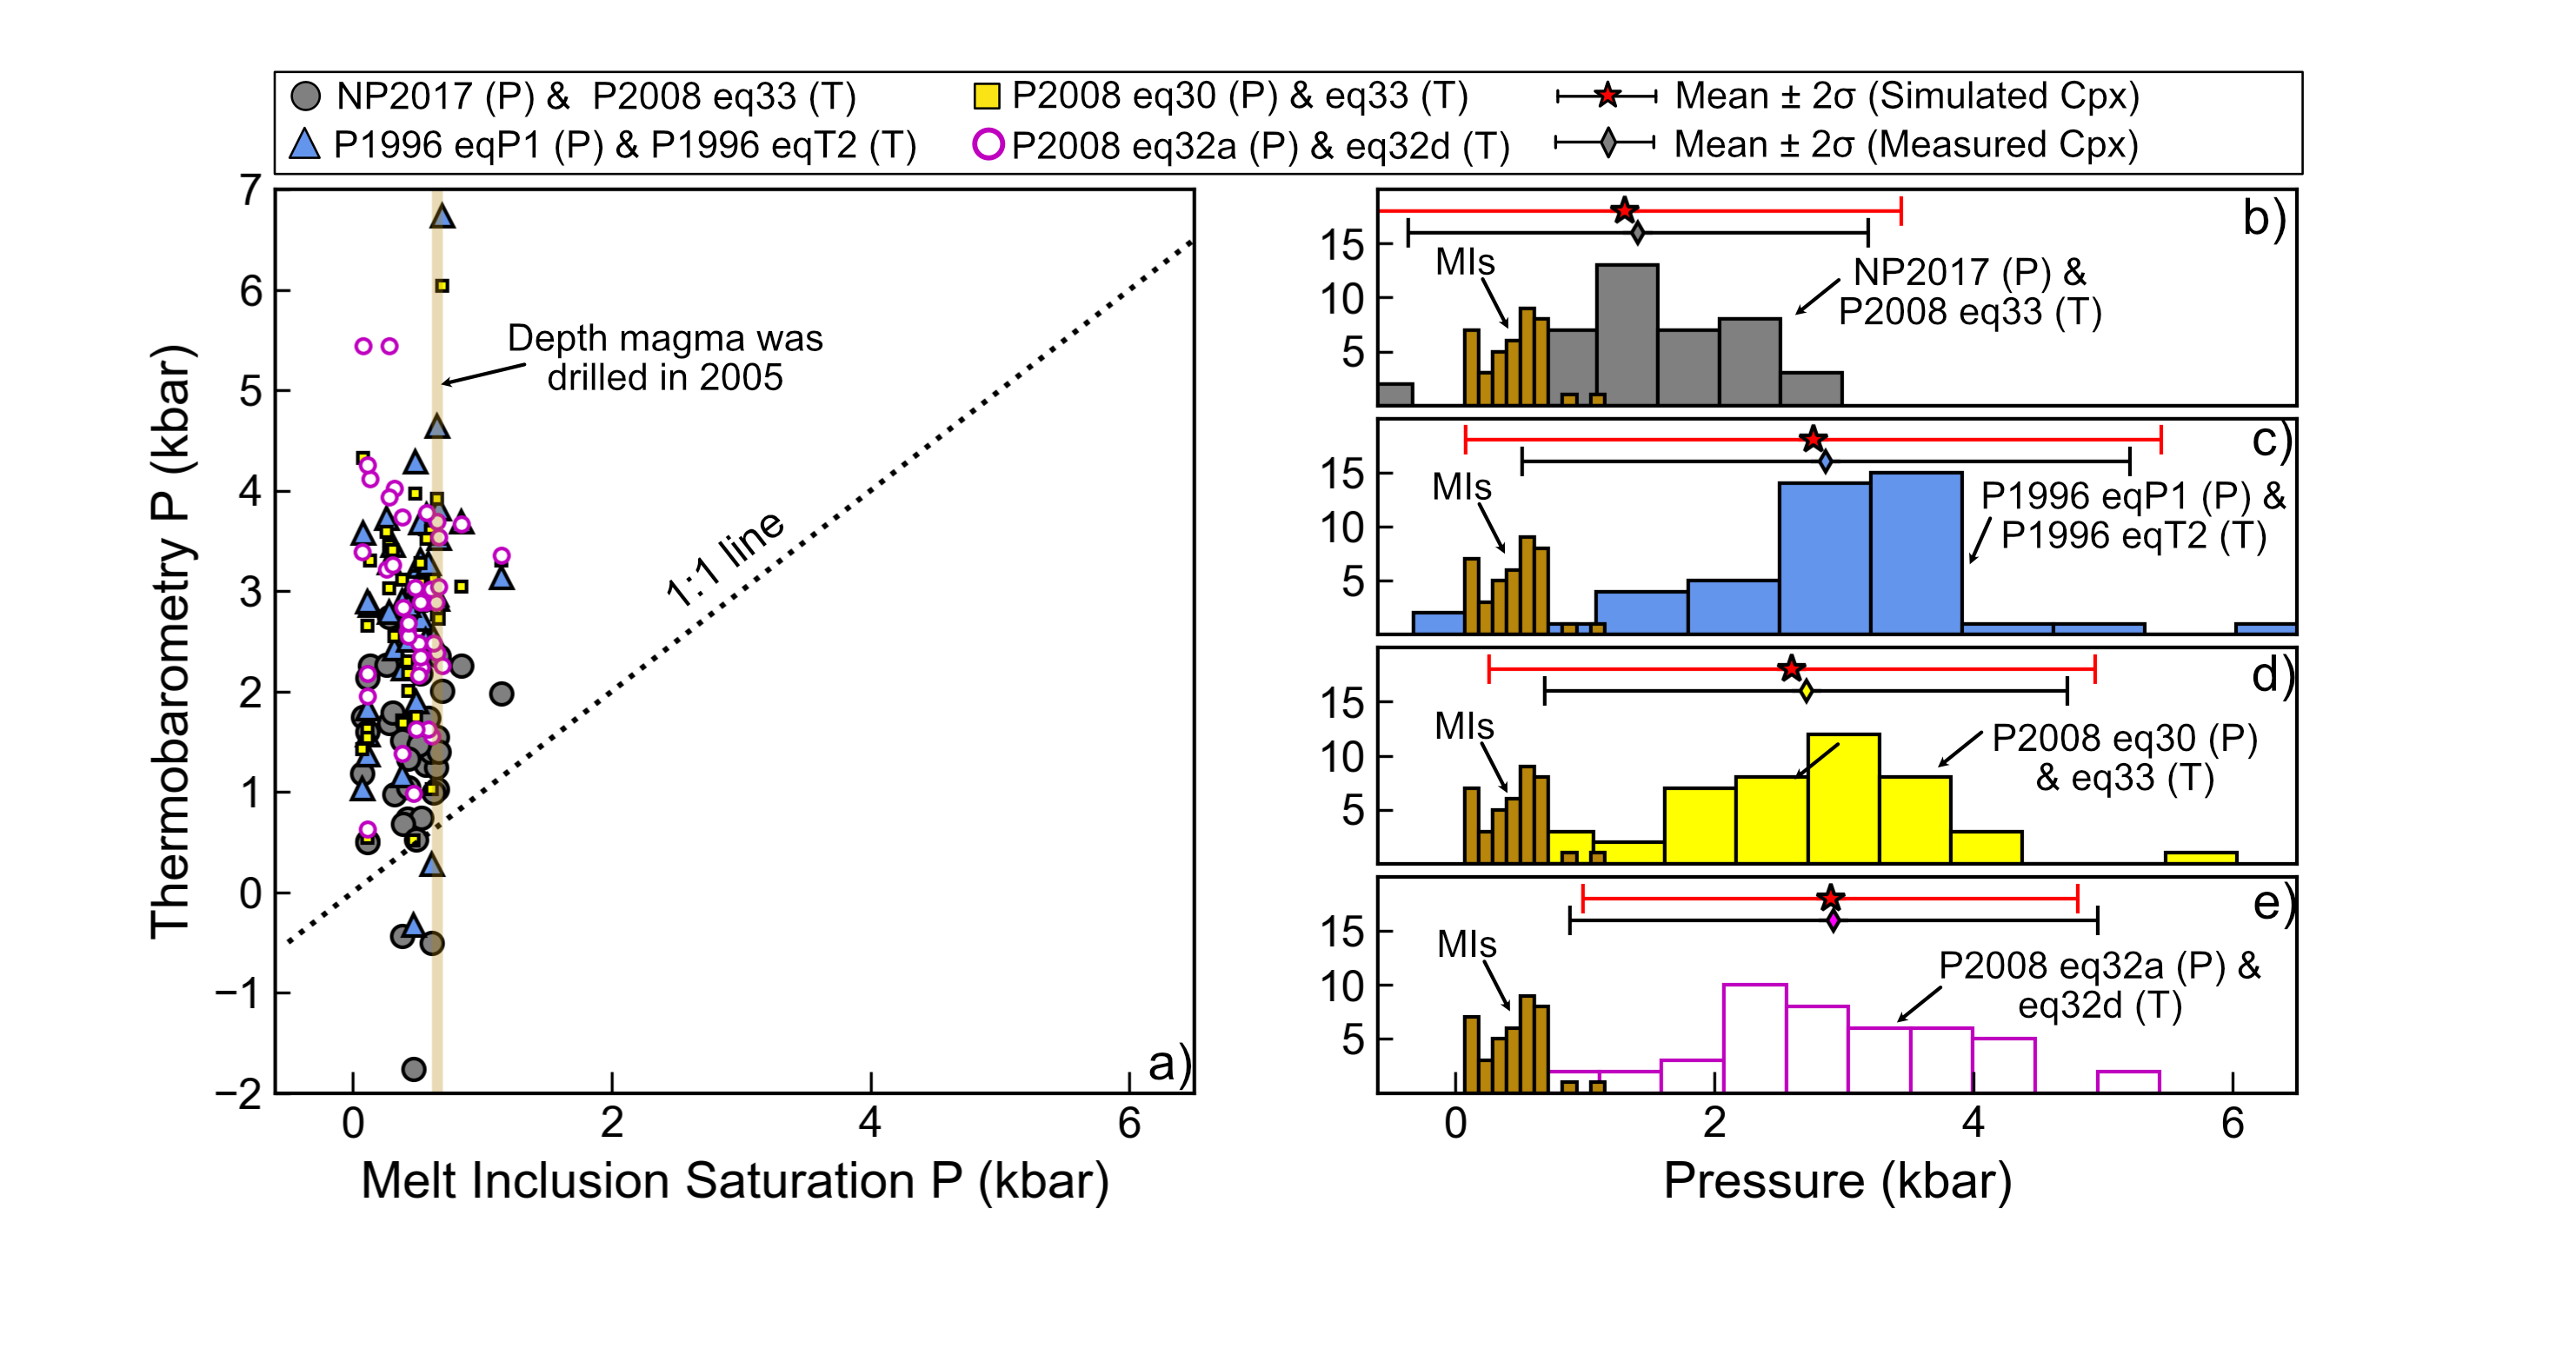 NP2017 (P) & P2008 eq33 (T)
P2008 eq30 (P) & eq33 (T)
Mean ± 2σ (Simulated Cpx)
P1996 eqP1 (P) & P1996 eqT2 (T)
P2008 eq32a (P) & eq32d (T)
Mean ± 2σ (Measured Cpx)
Thermobarometry P (kbar)
7
6
5
4
3
2
1
0
−1
−2
Depth magma was
drilled in 2005
1:1 line
a)
0 2 4 6
Melt Inclusion Saturation P (kbar)
b)
15
10
5
MIs
NP2017 (P) &
P2008 eq33 (T)
c)
15
10
5
MIs
P1996 eqP1 (P) &
P1996 eqT2 (T)
d)
15
10
5
MIs
P2008 eq30 (P)
& eq33 (T)
e)
15
10
5
MIs
P2008 eq32a (P) &
eq32d (T)
0 2 4 6
Pressure (kbar)